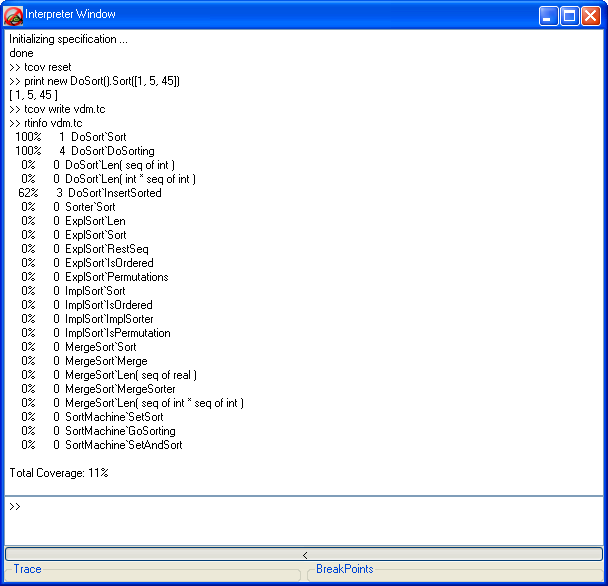 Interpreter Window
Initializing specification ...
done
>> tcov reset
>> print new DoSort().Sort([1, 5, 45])
[ 1, 5, 45 ]
>> tcov write vdm.tc
>> rtinfo vdm.tc
100% 1 DoSort`Sort
100% 4 DoSort`DoSorting
0% 0 DoSort`Len( seq of int )
0% 0 DoSort`Len( int * seq of int )
62% 3 DoSort`InsertSorted
0% 0 Sorter`Sort
0% 0 ExplSort`Len
0% 0 ExplSort`Sort
0% 0 ExplSort`RestSeq
0% 0 ExplSort`IsOrdered
0% 0 ExplSort`Permutations
0% 0 ImplSort`Sort
0% 0 ImplSort`IsOrdered
0% 0 ImplSort`ImplSorter
0% 0 ImplSort`IsPermutation
0% 0 MergeSort`Sort
0% 0 MergeSort`Merge
0% 0 MergeSort`Len( seq of real )
0% 0 MergeSort`MergeSorter
0% 0 MergeSort`Len( seq of int * seq of int )
0% 0 SortMachine`SetSort
0% 0 SortMachine`GoSorting
0% 0 SortMachine`SetAndSort
Total Coverage: 11%
>>
<
Trace BreakPoints